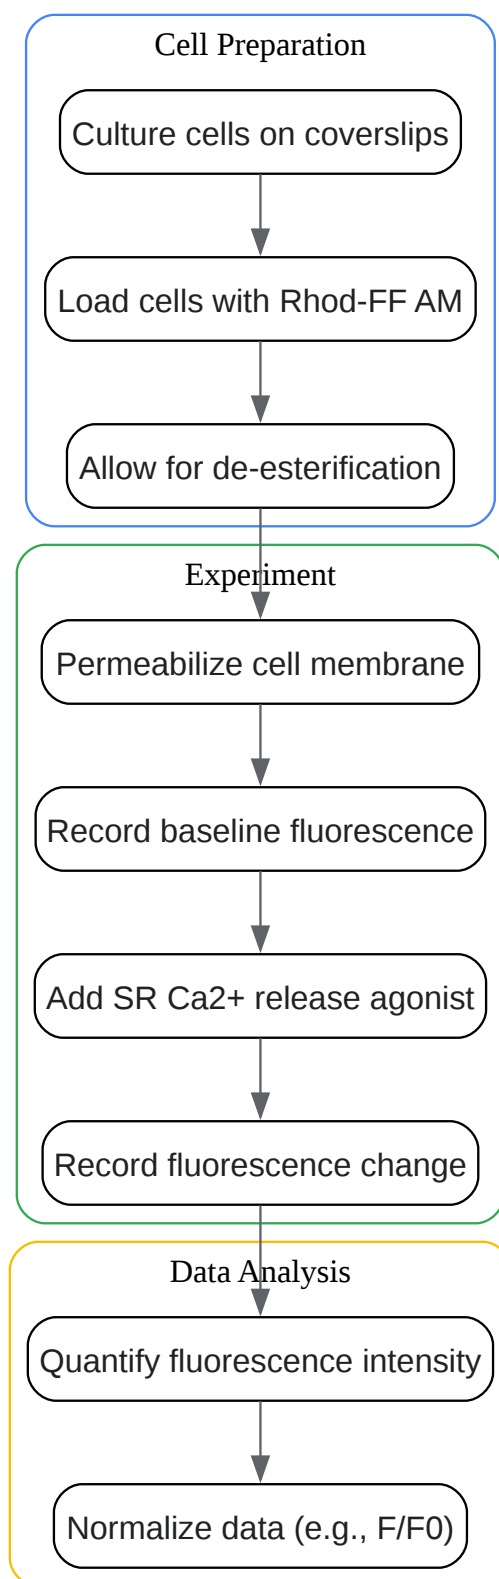 Cell Preparation
Culture cells on coverslips
Load cells with Rhod-FF AM
Allow for de-esterification
Experiment
Permeabilize cell membrane
Record baseline fluorescence
Add SR Ca2+ release agonist
Record fluorescence change
Data Analysis
Quantify fluorescence intensity
Normalize data (e.g., F/F0)